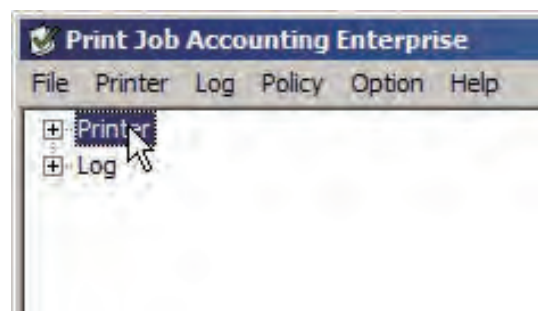 Print Job Accounting Enterprise
File Printer Log Policy Option Help
Printer
Log